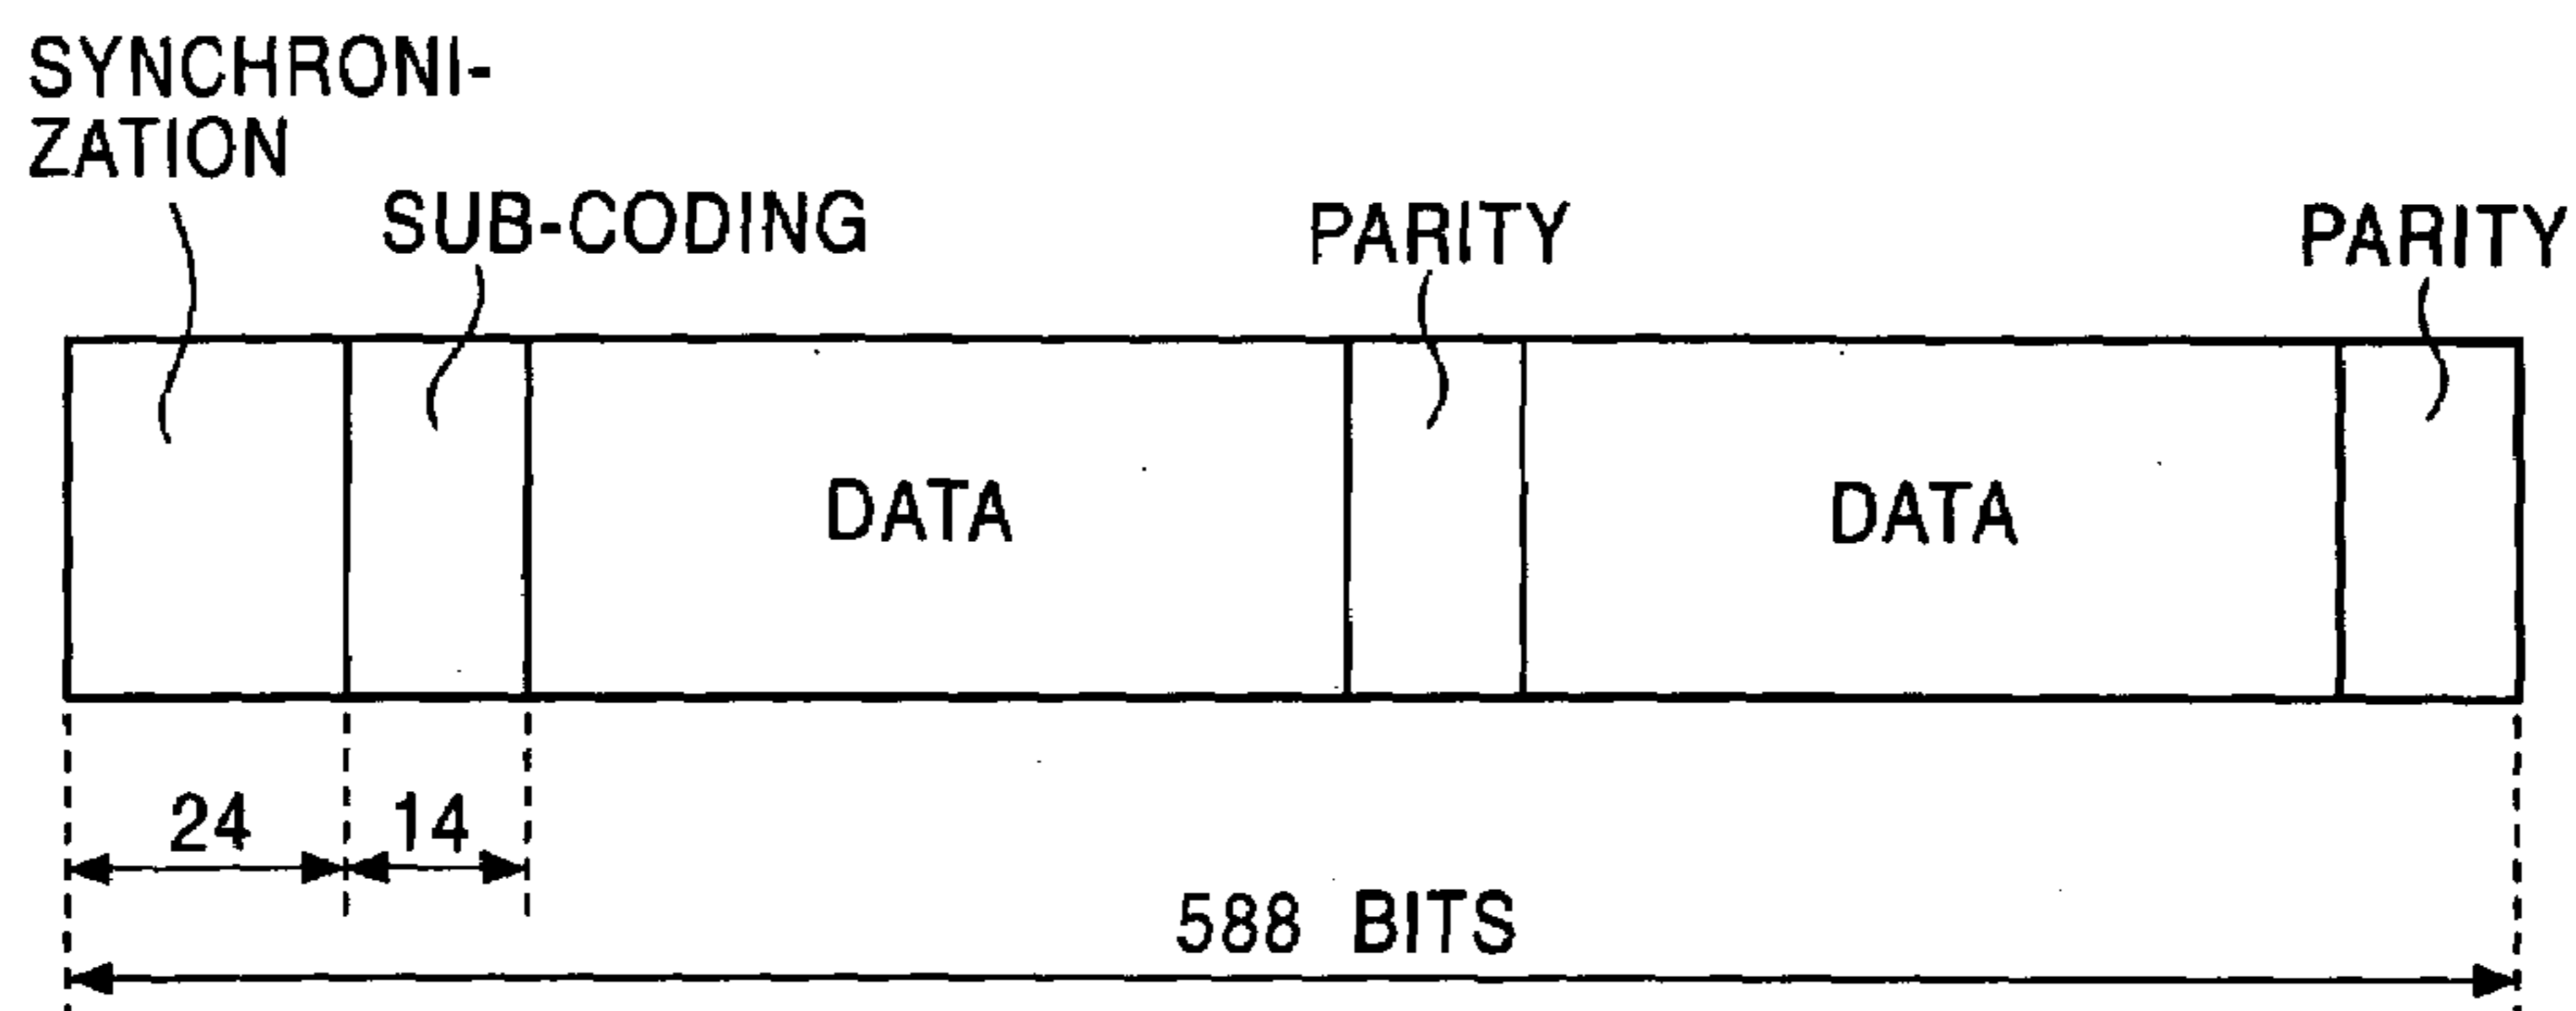 SYNCHRONI-
ZATION
SUB-CODING
PARITY
PARITY
DATA
DATA
24
14
588 BITS